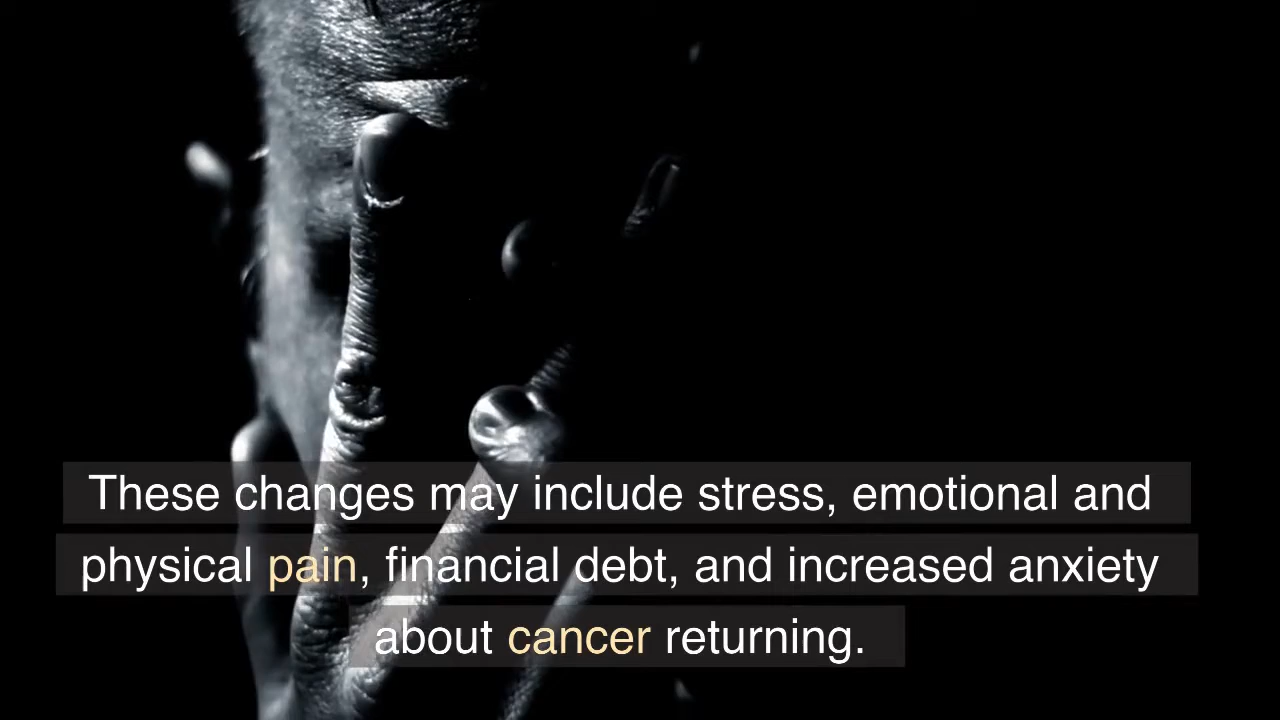 These changes may include stress, emotional and
physical pain, financial debt, and increased anxiety
about cancer returning.